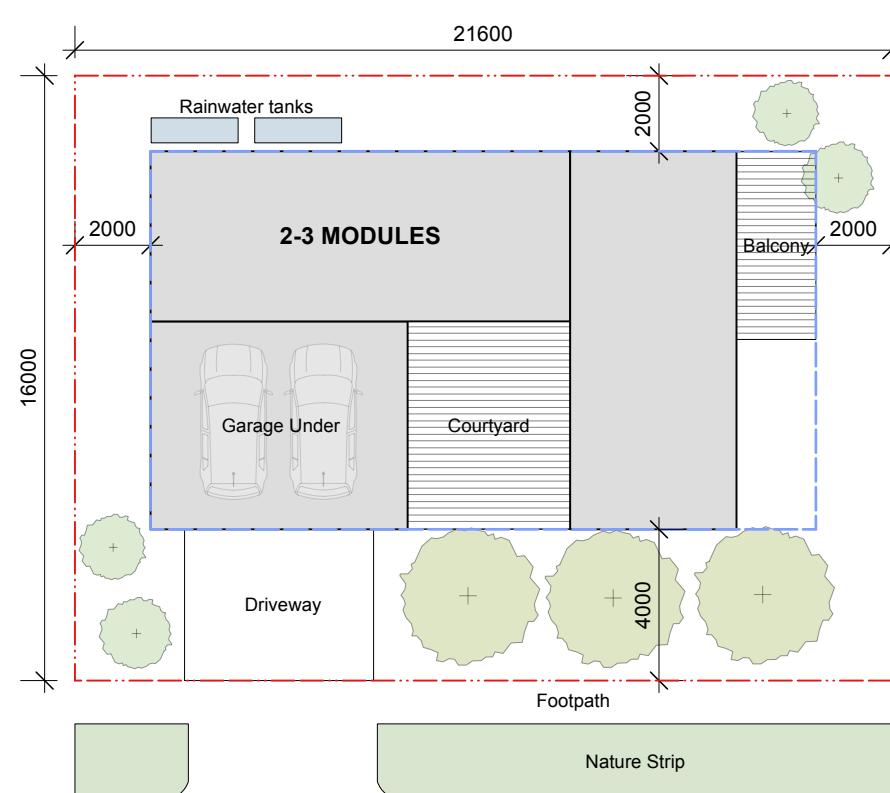 21600
Rainwater tanks
2000
2-3 MODULES
2000
Balcony
2000
16000
Garage Under
Courtyard
Driveway
4000
Footpath
Nature Strip